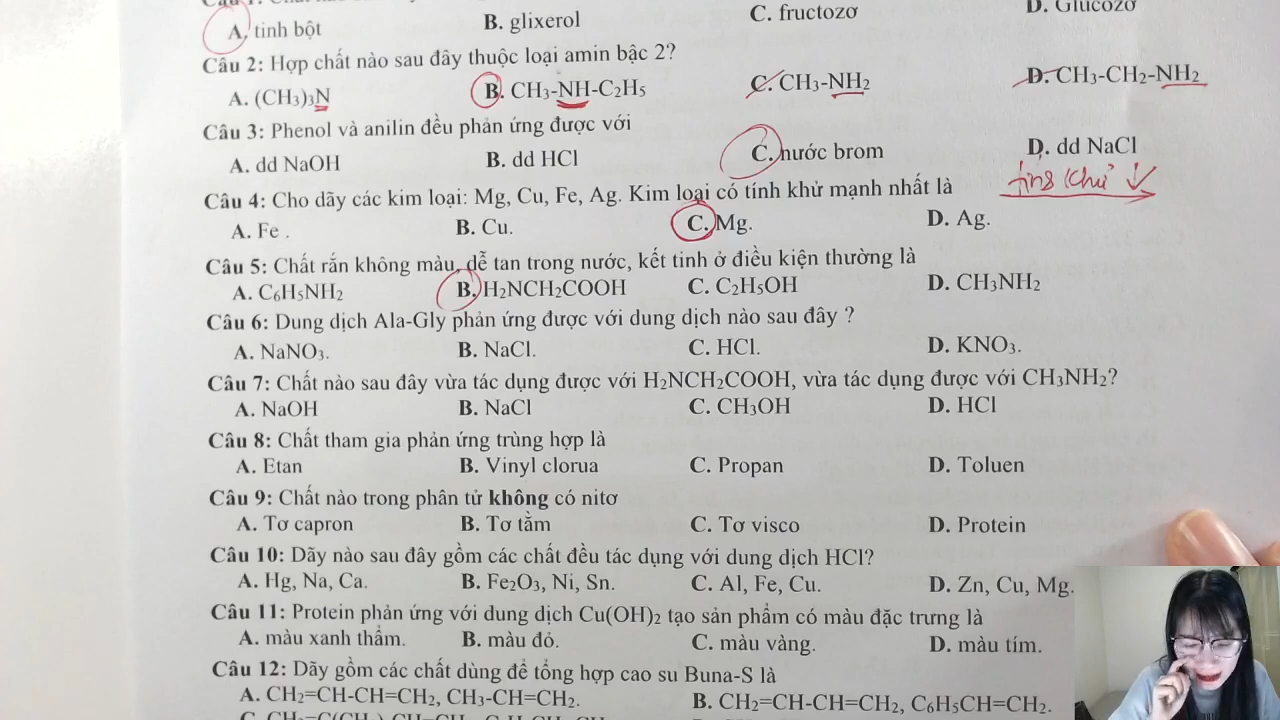 A. tinh bột B. glixerol C. fructozơ D. Glucozơ
Câu 2: Hợp chất nào sau đây thuộc loại amin bậc 2?
A. (CH₃)₃N B. CH₃-NH-C₂H₅ C. CH₃-NH₂ D. CH₃-CH₂-NH₂
Câu 3: Phenol và anilin đều phản ứng được với
A. dd NaOH B. dd HCl C. nước brom D. dd NaCl
Câu 4: Cho dãy các kim loại: Mg, Cu, Fe, Ag. Kim loại có tính khử mạnh nhất là
A. Fe . B. Cu. C. Mg. D. Ag.
Câu 5: Chất rắn không màu, dễ tan trong nước, kết tinh ở điều kiện thường là
A. C₆H₅NH₂ B. H₂NCH₂COOH C. C₂H₅OH D. CH₃NH₂
Câu 6: Dung dịch Ala-Gly phản ứng được với dung dịch nào sau đây ?
A. NaNO₃. B. NaCl. C. HCl. D. KNO₃.
Câu 7: Chất nào sau đây vừa tác dụng được với H₂NCH₂COOH, vừa tác dụng được với CH₃NH₂?
A. NaOH B. NaCl C. CH₃OH D. HCl
Câu 8: Chất tham gia phản ứng trùng hợp là
A. Etan B. Vinyl clorua C. Propan D. Toluen
Câu 9: Chất nào trong phân tử không có nitơ
A. Tơ capron B. Tơ tằm C. Tơ visco D. Protein
Câu 10: Dãy nào sau đây gồm các chất đều tác dụng với dung dịch HCl?
A. Hg, Na, Ca. B. Fe₂O₃, Ni, Sn. C. Al, Fe, Cu. D. Zn, Cu, Mg.
Câu 11: Protein phản ứng với dung dịch Cu(OH)₂ tạo sản phẩm có màu đặc trưng là
A. màu xanh thẫm. B. màu đỏ. C. màu vàng. D. màu tím.
Câu 12: Dãy gồm các chất dùng để tổng hợp cao su Buna-S là
A. CH₂=CH-CH=CH₂, CH₃-CH=CH₂. B. CH₂=CH-CH=CH₂, C₆H₅CH=CH₂.